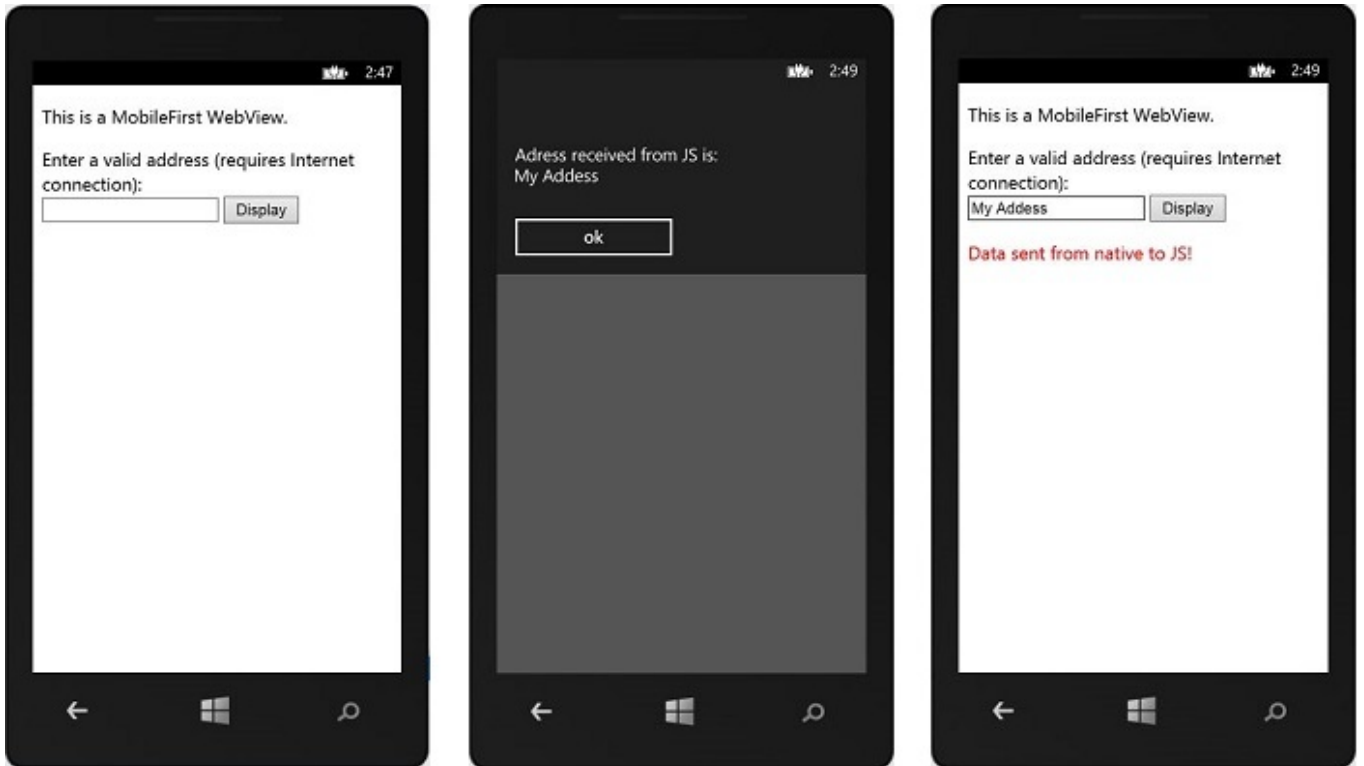 2:47
This is a MobileFirst WebView.
Enter a valid address (requires Internet
connection):
Display
2:49
Adress received from JS is:
My Addess
ok
2:49
This is a MobileFirst WebView.
Enter a valid address (requires Internet
connection):
My Addess Display
Data sent from native to JS!